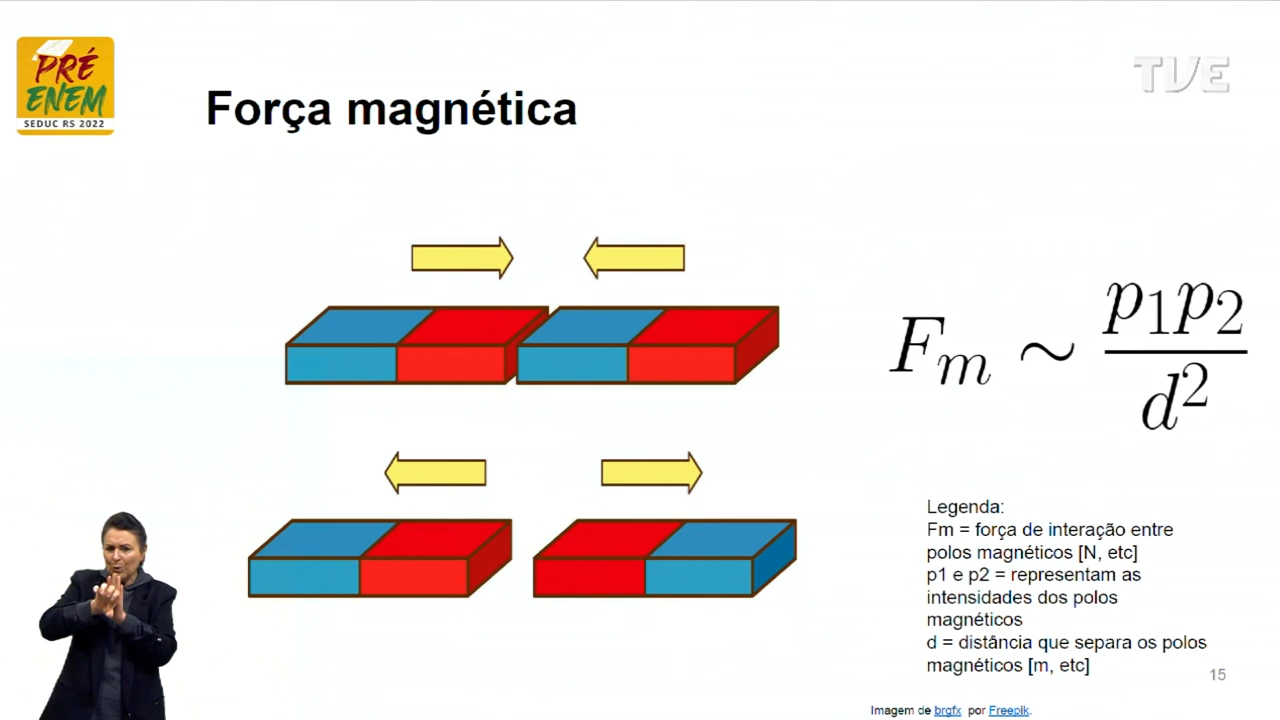 PRÉ
ENEM
SEDUC RS 2022
TVE
Força magnética
F_m ~ p_1p_2 / d^2
Legenda:
Fm = força de interação entre
polos magnéticos [N, etc]
p1 e p2 = representam as
intensidades dos polos
magnéticos
d = distância que separa os polos
magnéticos [m, etc]
15
Imagem de brgfx por Freepik.